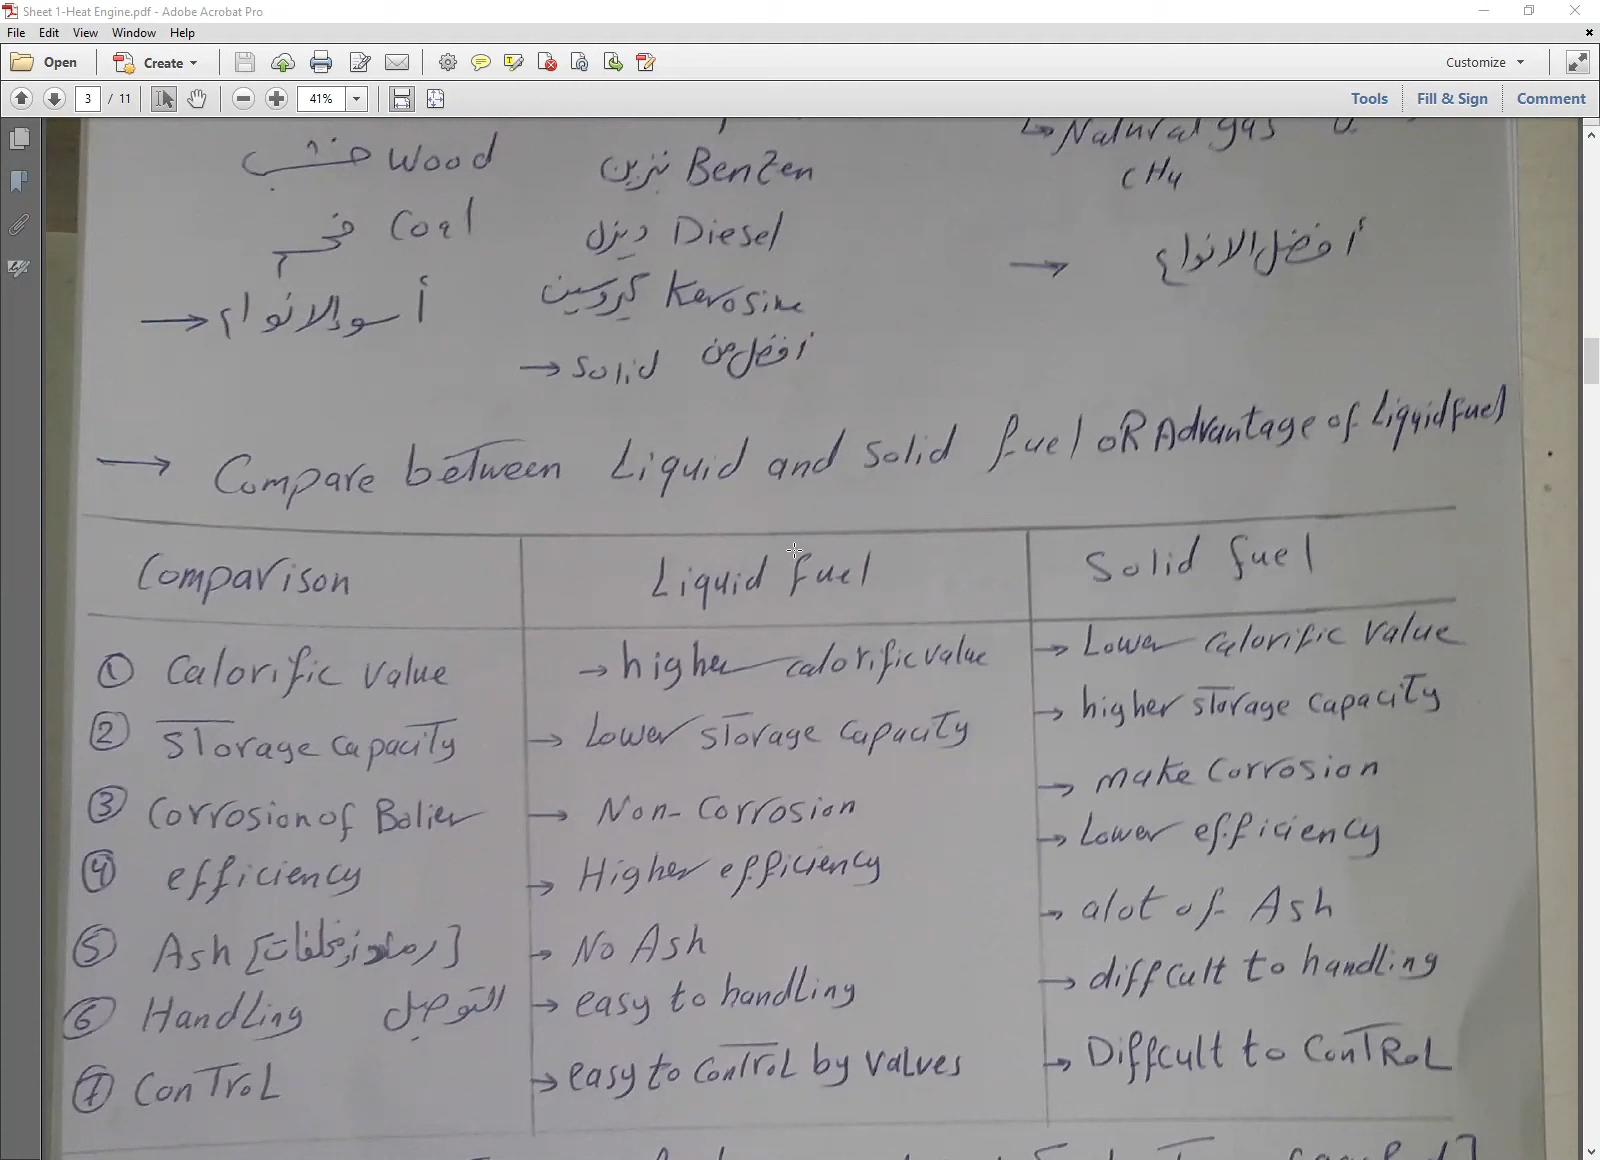 Sheet 1-Heat Engine.pdf - Adobe Acrobat Pro
File Edit View Window Help
Open Create Customize
3 / 11 41% Tools Fill & Sign Comment
Natural gas
خشب Wood بنزين Benzen CH4
فحم Coal ديزل Diesel → أفضل الانواع
كيروسين Kerosine
→ أسوء الانواع
→ Solid أفضل من
→ Compare between Liquid and Solid fuel OR Advantage of Liquid fuel
Comparison Liquid fuel Solid fuel
① Calorific Value → higher calorific value → Lower calorific value
② Storage capacity → Lower storage capacity → higher storage capacity
③ Corrosion of Bolier → Non-Corrosion → make Corrosion
④ efficiency → Higher efficiency → Lower efficiency
⑤ Ash [ → No Ash → alot of Ash
⑥ Handling التوصيل → easy to handling → diffcult to handling
⑦ ConTroL → easy to ConTroL by valves → Diffcult to ConTRoL